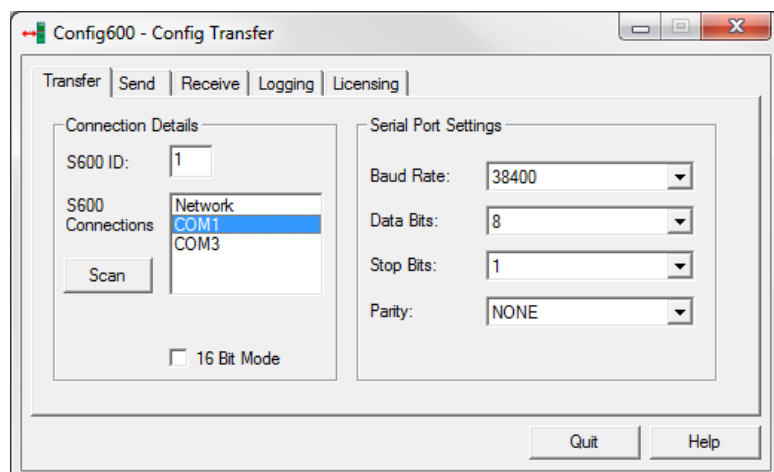 Config600 - Config Transfer
Transfer Send Receive Logging Licensing
Connection Details
S600 ID: 1
S600 Connections
Network
COM1
COM3
Scan
16 Bit Mode
Serial Port Settings
Baud Rate: 38400
Data Bits: 8
Stop Bits: 1
Parity: NONE
Quit Help